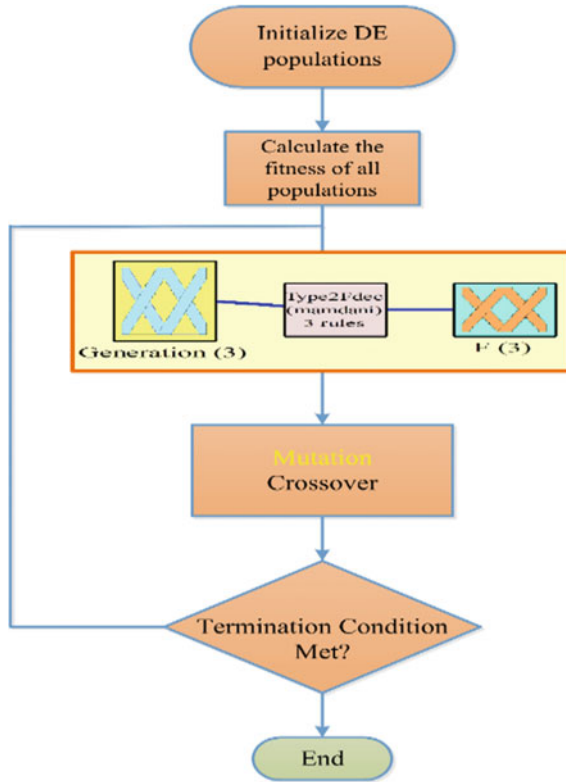 Initialize DE
populations
Calculate the
fitness of all
populations
Type2Fdec
(mamdani)
3 rules
Generation (3)
F (3)
Mutation
Crossover
Termination Condition
Met?
End